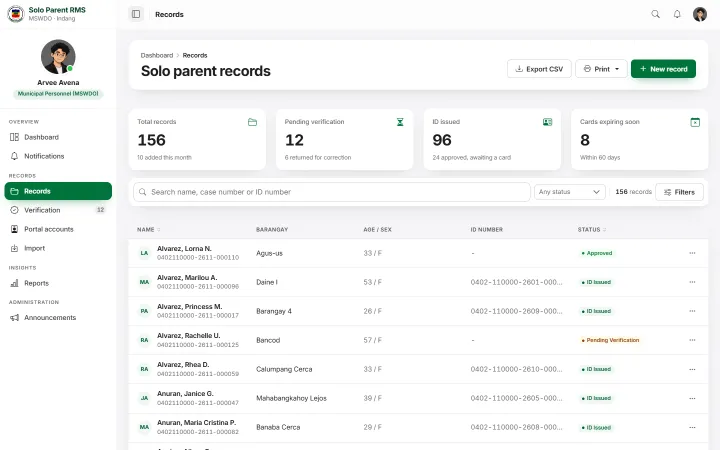 Solo Parent RMS
MSWDO · Indang
Records
Arvee Avena
Municipal Personnel (MSWDO)
OVERVIEW
Dashboard
Notifications
RECORDS
Records
Verification 12
Portal accounts
Import
INSIGHTS
Reports
ADMINISTRATION
Announcements
Dashboard > Records
Solo parent records
Export CSV
Print
+ New record
Total records
156
10 added this month
Pending verification
12
6 returned for correction
ID issued
96
24 approved, awaiting a card
Cards expiring soon
8
Within 60 days
Search name, case number or ID number
Any status
156 records
Filters
NAME BARANGAY AGE / SEX ID NUMBER STATUS
LA Alvarez, Lorna N. Agus-us 33 / F - Approved ...
0402110000-2611-000110
MA Alvarez, Marilou A. Daine I 53 / F 0402-110000-2601-000... ID Issued ...
0402110000-2611-000096
PA Alvarez, Princess M. Barangay 4 26 / F 0402-110000-2609-000... ID Issued ...
0402110000-2611-000017
RA Alvarez, Rachelle U. Bancod 57 / F - Pending Verification ...
0402110000-2611-000125
RA Alvarez, Rhea D. Calumpang Cerca 33 / F 0402-110000-2610-000... ID Issued ...
0402110000-2611-000059
JA Anuran, Janice G. Mahabangkahoy Lejos 39 / F 0402-110000-2605-000... ID Issued ...
0402110000-2611-000047
MA Anuran, Maria Cristina P. Banaba Cerca 29 / F 0402-110000-2608-000... ID Issued ...
0402110000-2611-000082